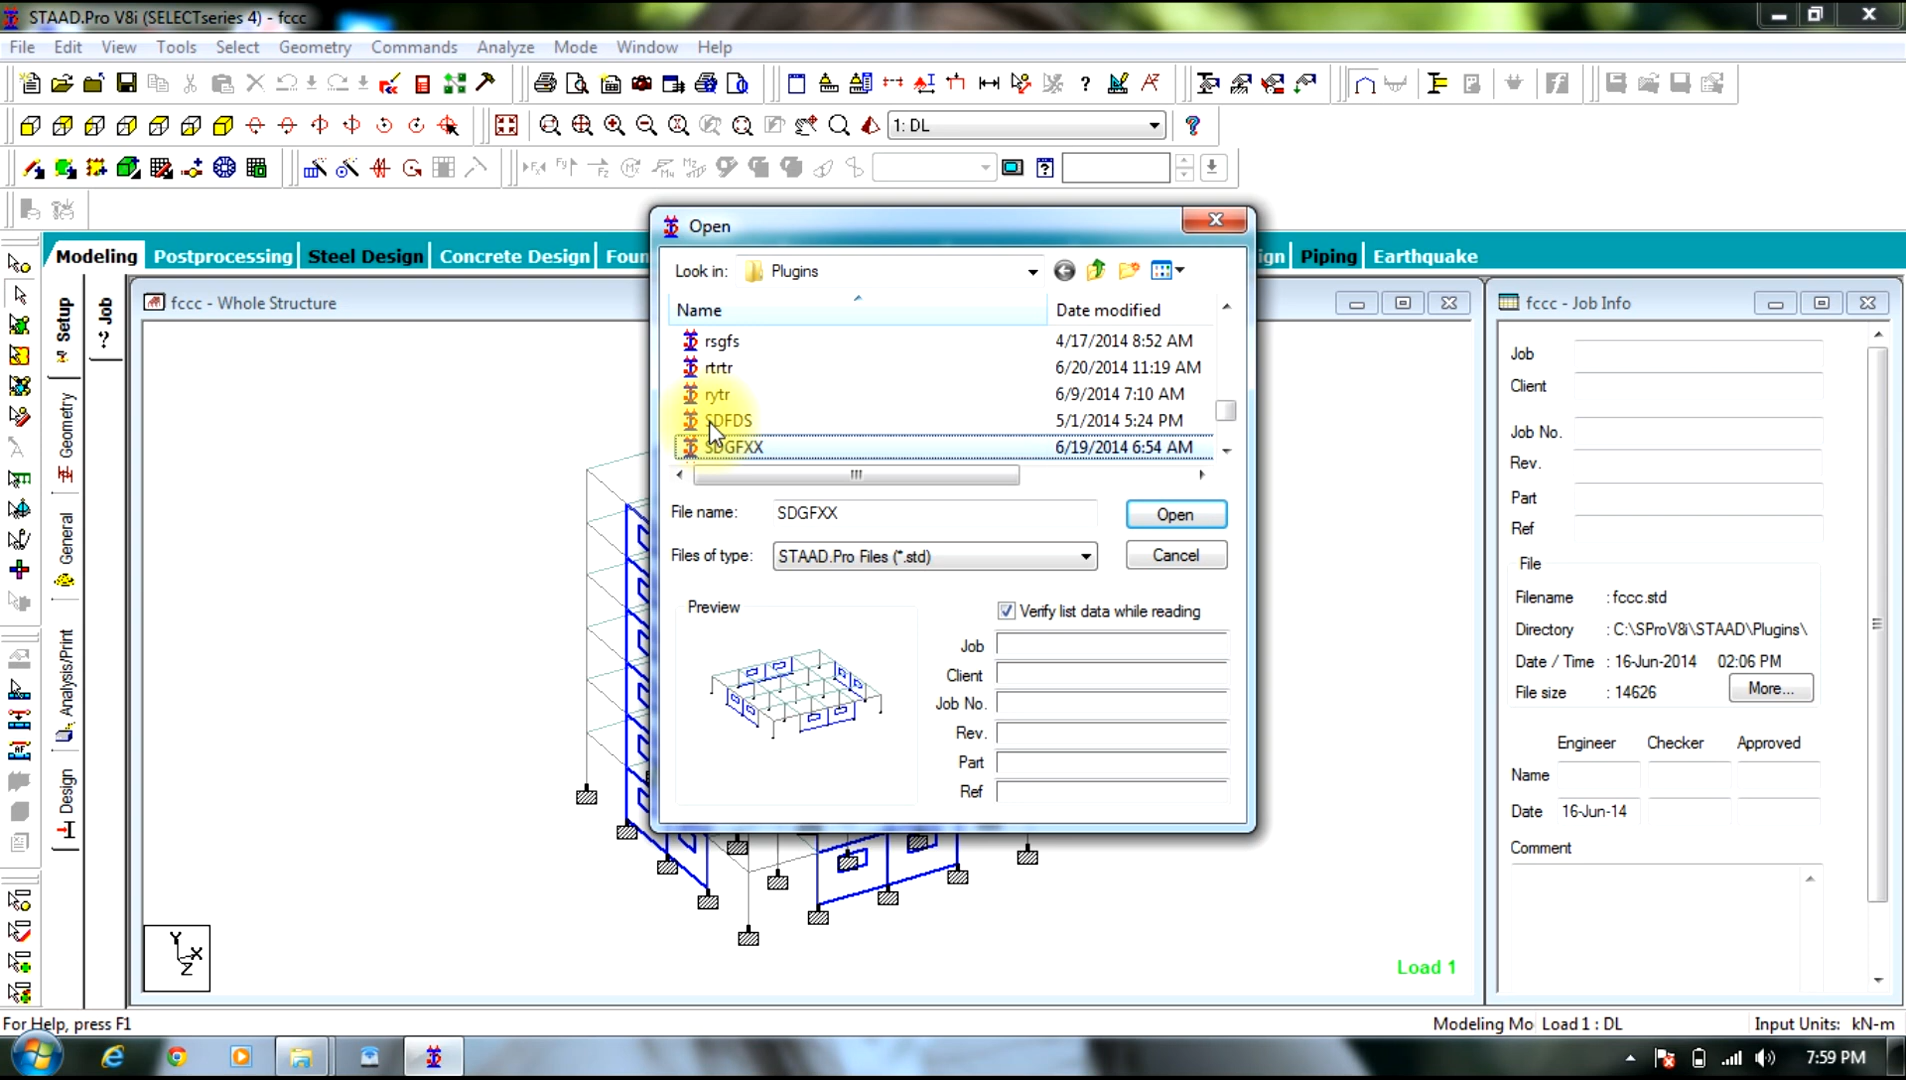 STAAD.Pro V8i (SELECTseries 4) - fccc
File Edit View Tools Select Geometry Commands Analyze Mode Window Help
1: DL
Modeling Postprocessing Steel Design Concrete Design Foun
ign Piping Earthquake
Setup
Job
Geometry
General
Analysis/Print
Design
fccc - Whole Structure
Open
Look in: Plugins
Name Date modified
rsgfs 4/17/2014 8:52 AM
rtrtr 6/20/2014 11:19 AM
rytr 6/9/2014 7:10 AM
SDFDS 5/1/2014 5:24 PM
SDGFXX 6/19/2014 6:54 AM
File name: SDGFXX Open
Files of type: STAAD.Pro Files (*.std) Cancel
Preview
Verify list data while reading
Job
Client
Job No.
Rev.
Part
Ref
fccc - Job Info
Job
Client
Job No.
Rev.
Part
Ref
File
Filename : fccc.std
Directory : C:\SProV8i\STAAD\Plugins\
Date / Time : 16-Jun-2014 02:06 PM
File size : 14626 More...
Engineer Checker Approved
Name
Date 16-Jun-14
Comment
Y
X
Z
Load 1
For Help, press F1
Modeling Mo Load 1 : DL Input Units: kN-m
7:59 PM